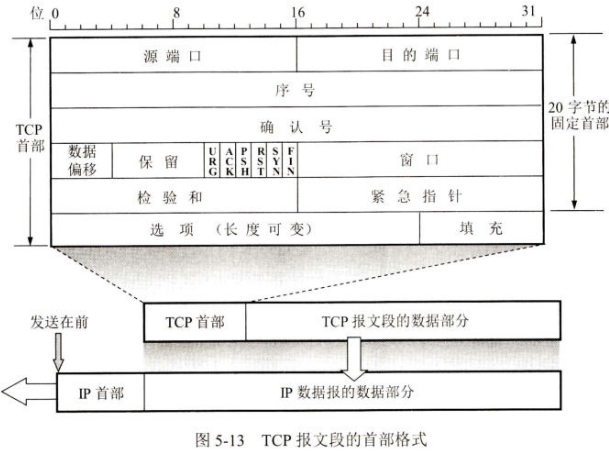 位 0 8 16 24 31
源端口 目的端口
序号
确认号
数据偏移 保留 URG ACK PSH RST SYN FIN 窗口
检验和 紧急指针
选项 (长度可变) 填充
TCP
首部
20 字节的
固定首部
TCP 首部 TCP 报文段的数据部分
发送在前
IP 首部 IP 数据报的数据部分
图 5-13 TCP 报文段的首部格式